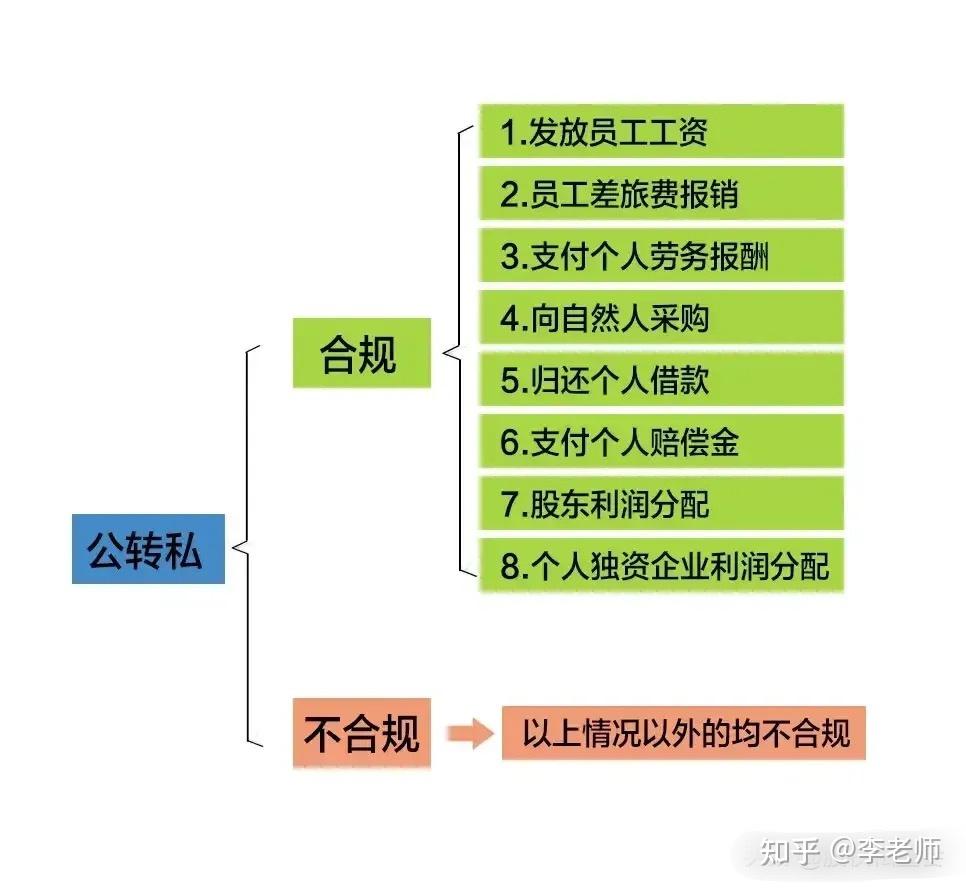 1.发放员工工资
2.员工差旅费报销
3.支付个人劳务报酬
4.向自然人采购
合规
5.归还个人借款
6.支付个人赔偿金
7.股东利润分配
公转私
8.个人独资企业利润分配
不合规
以上情况以外的均不合规
知乎 @李老师